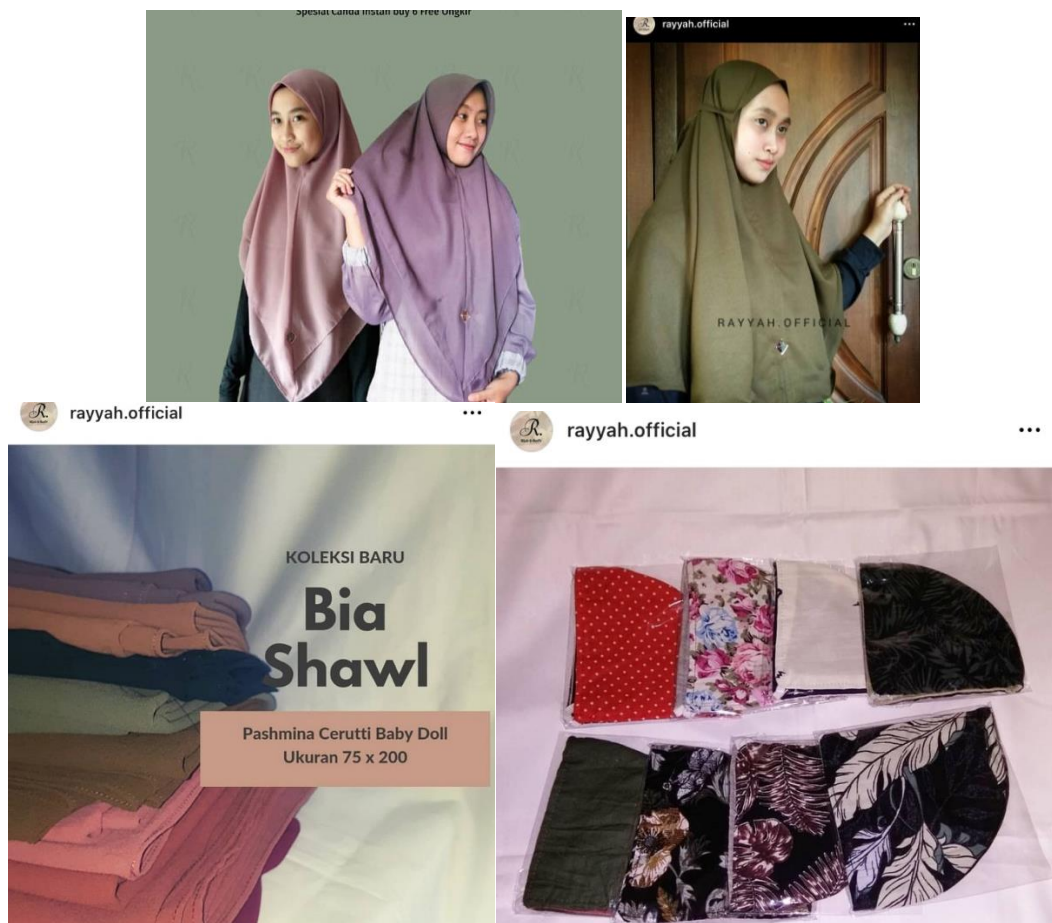 Spesial Canda Instan buy 6 Free Ongkir
R.
rayyah.official
RAYYAH.OFFICIAL
R.
rayyah.official
KOLEKSI BARU
Bia
Shawl
Pashmina Cerutti Baby Doll
Ukuran 75 x 200
R.
rayyah.official